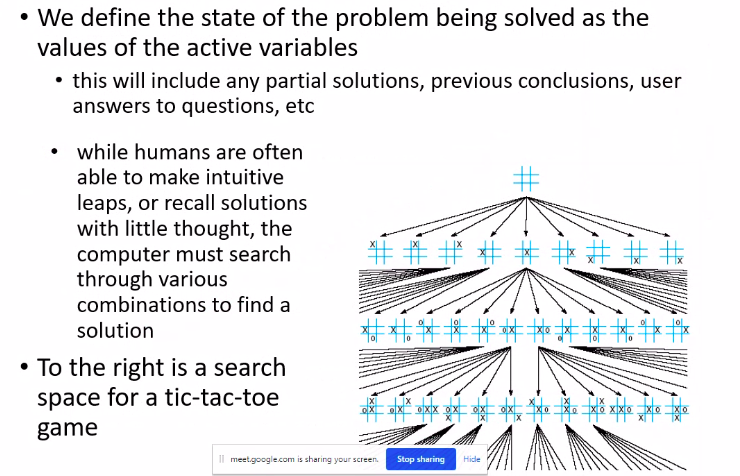 • We define the state of the problem being solved as the
values of the active variables
• this will include any partial solutions, previous conclusions, user
answers to questions, etc
• while humans are often
able to make intuitive
leaps, or recall solutions
with little thought, the
computer must search
through various
combinations to find a
solution
• To the right is a search
space for a tic-tac-toe
game
meet.google.com is sharing your screen.
Stop sharing
Hide